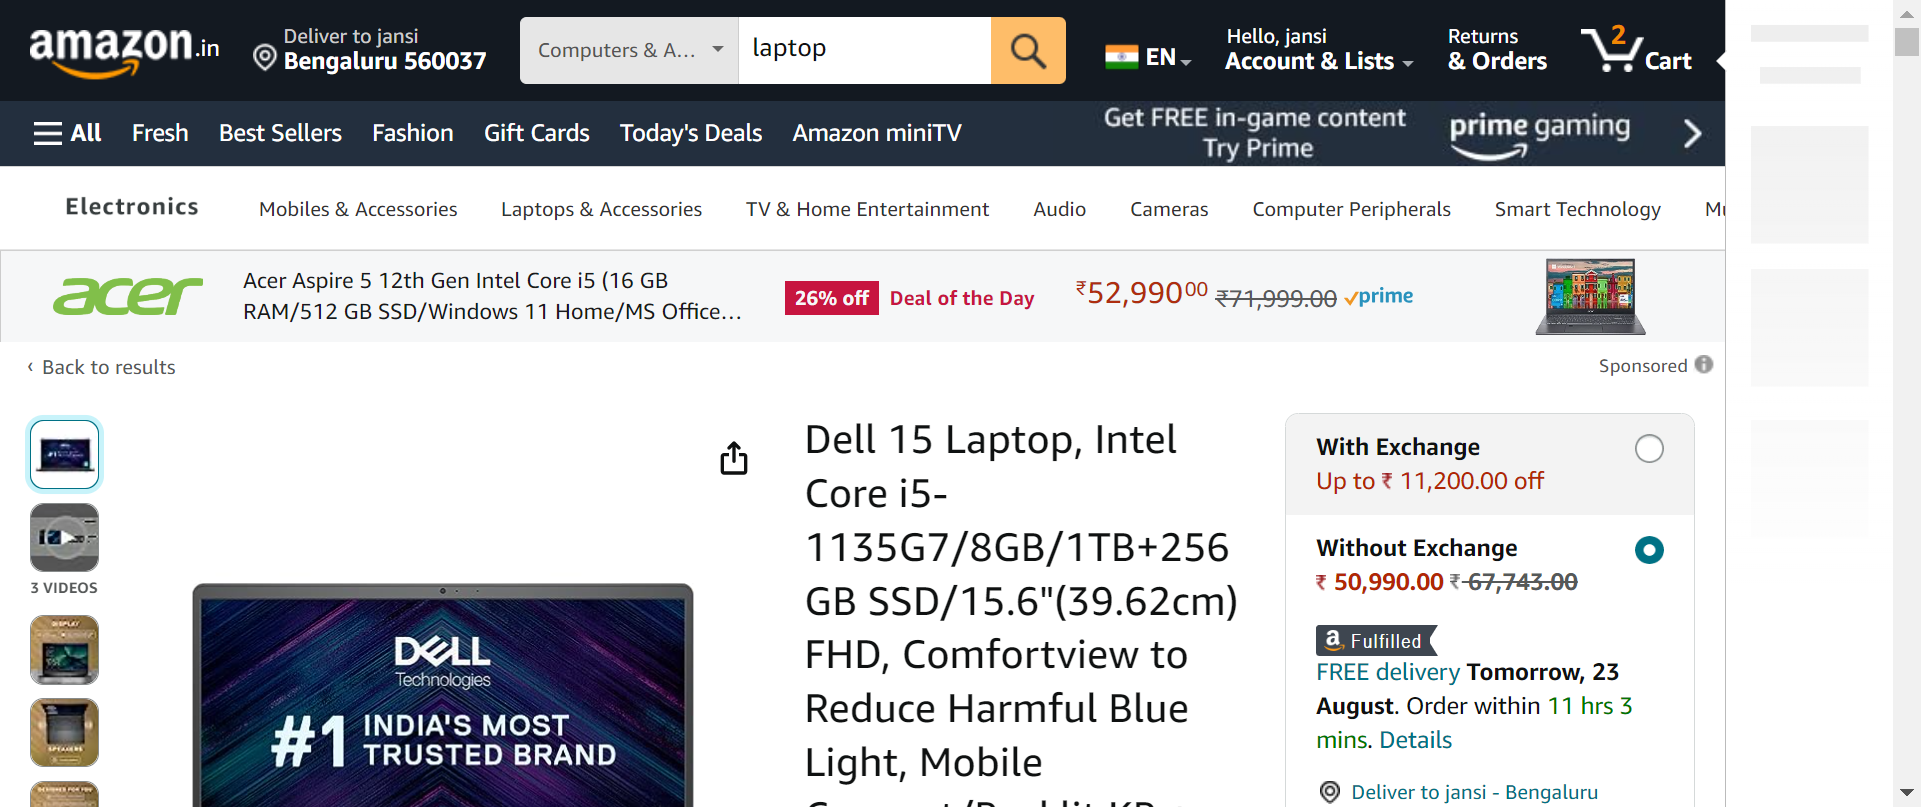 amazon.in
Deliver to jansi
Bengaluru 560037
Computers & A...
laptop
EN
Hello, jansi
Account & Lists
Returns
& Orders
2
Cart
All
Fresh
Best Sellers
Fashion
Gift Cards
Today's Deals
Amazon miniTV
Get FREE in-game content
Try Prime
prime gaming
Electronics
Mobiles & Accessories
Laptops & Accessories
TV & Home Entertainment
Audio
Cameras
Computer Peripherals
Smart Technology
acer
Acer Aspire 5 12th Gen Intel Core i5 (16 GB
RAM/512 GB SSD/Windows 11 Home/MS Office...
26% off
Deal of the Day
₹52,99000
₹71,999.00
prime
‹ Back to results
Sponsored
3 VIDEOS
DISPLAY
SPEAKERS
DESIGNED FOR YOU
DELL
Technologies
#1 INDIA'S MOST
TRUSTED BRAND
Dell 15 Laptop, Intel
Core i5-
1135G7/8GB/1TB+256
GB SSD/15.6"(39.62cm)
FHD, Comfortview to
Reduce Harmful Blue
Light, Mobile
With Exchange
Up to ₹ 11,200.00 off
Without Exchange
₹ 50,990.00 ₹ 67,743.00
a Fulfilled
FREE delivery Tomorrow, 23
August. Order within 11 hrs 3
mins. Details
Deliver to jansi - Bengaluru